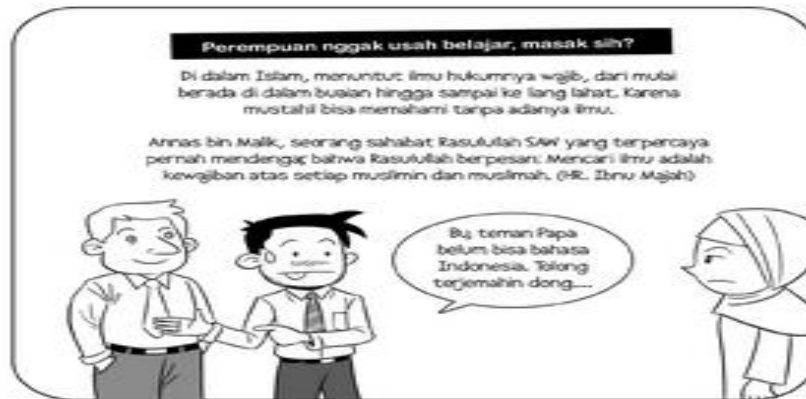 Perempuan nggak usah belajar, masak sih?
Di dalam Islam, menuntut ilmu hukumnya wajib, dari mulai
berada di dalam buaian hingga sampai ke liang lahat. Karena
mustahil bisa memahami tanpa adanya ilmu.
Annas bin Malik, seorang sahabat Rasulullah SAW yang terpercaya
pernah mendengar, bahwa Rasulullah berpesan: Mencari ilmu adalah
kewajiban atas setiap muslimin dan muslimah. (HR. Ibnu Majah)
Bu, teman Papa
belum bisa bahasa
Indonesia. Tolong
terjemahin dong....